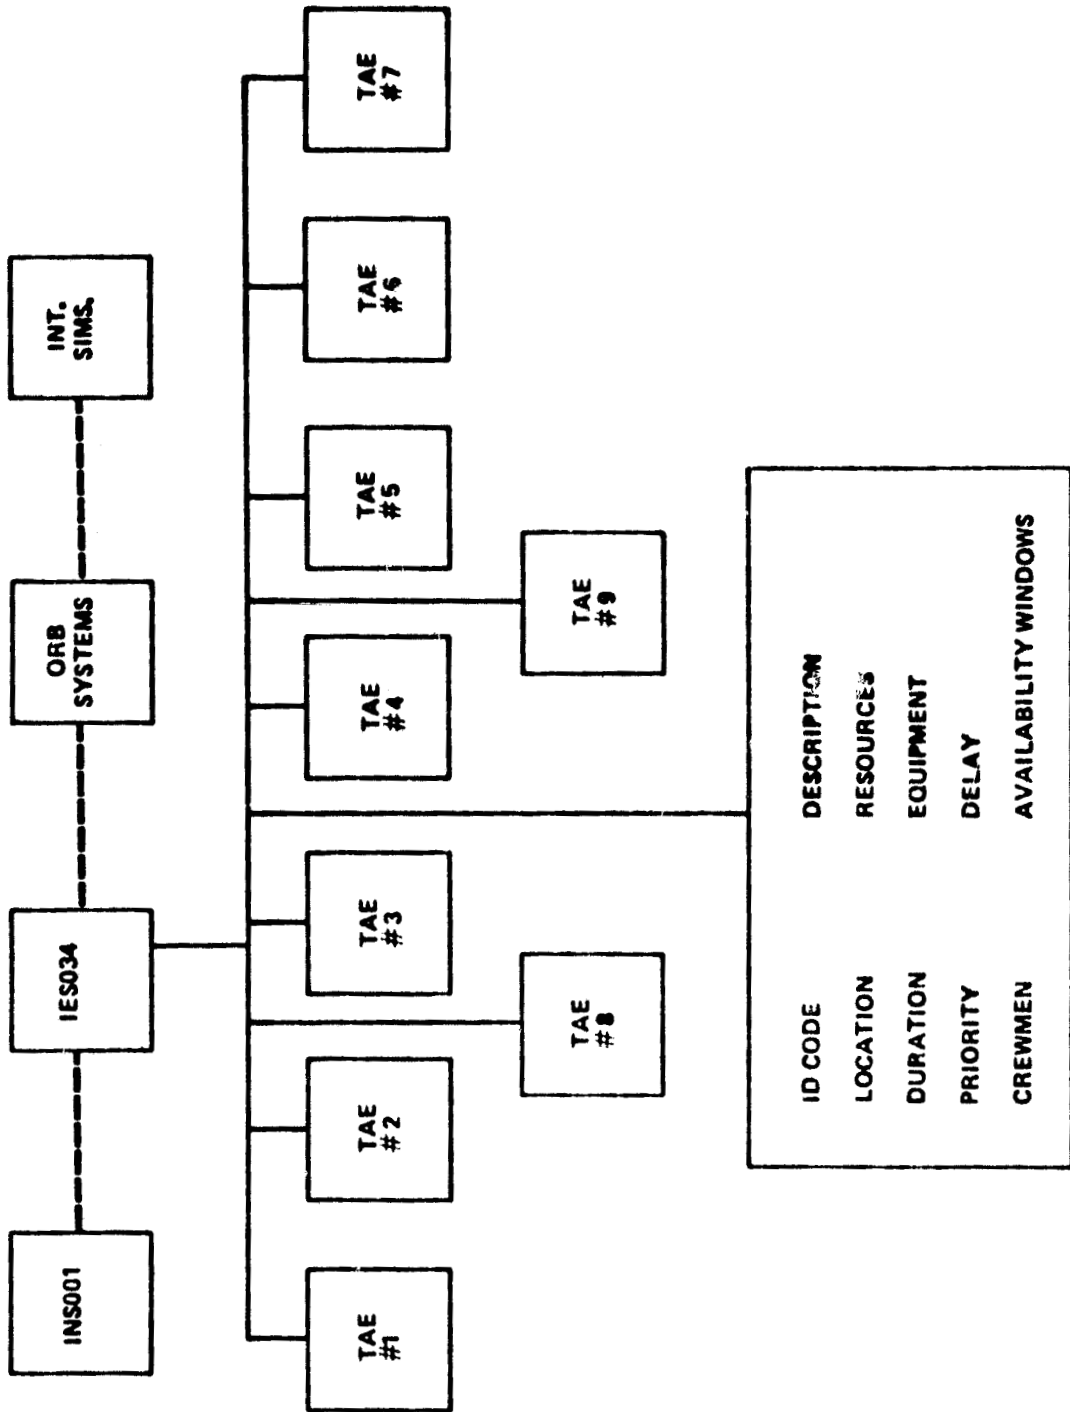 INS001
IES034
ORB
SYSTEMS
INT.
SIMS.
TAE
#1
TAE
#2
TAE
#3
TAE
#4
TAE
#5
TAE
#6
TAE
#7
TAE
#8
TAE
#9
ID CODE DESCRIPTION
LOCATION RESOURCES
DURATION EQUIPMENT
PRIORITY DELAY
CREWMEN AVAILABILITY WINDOWS